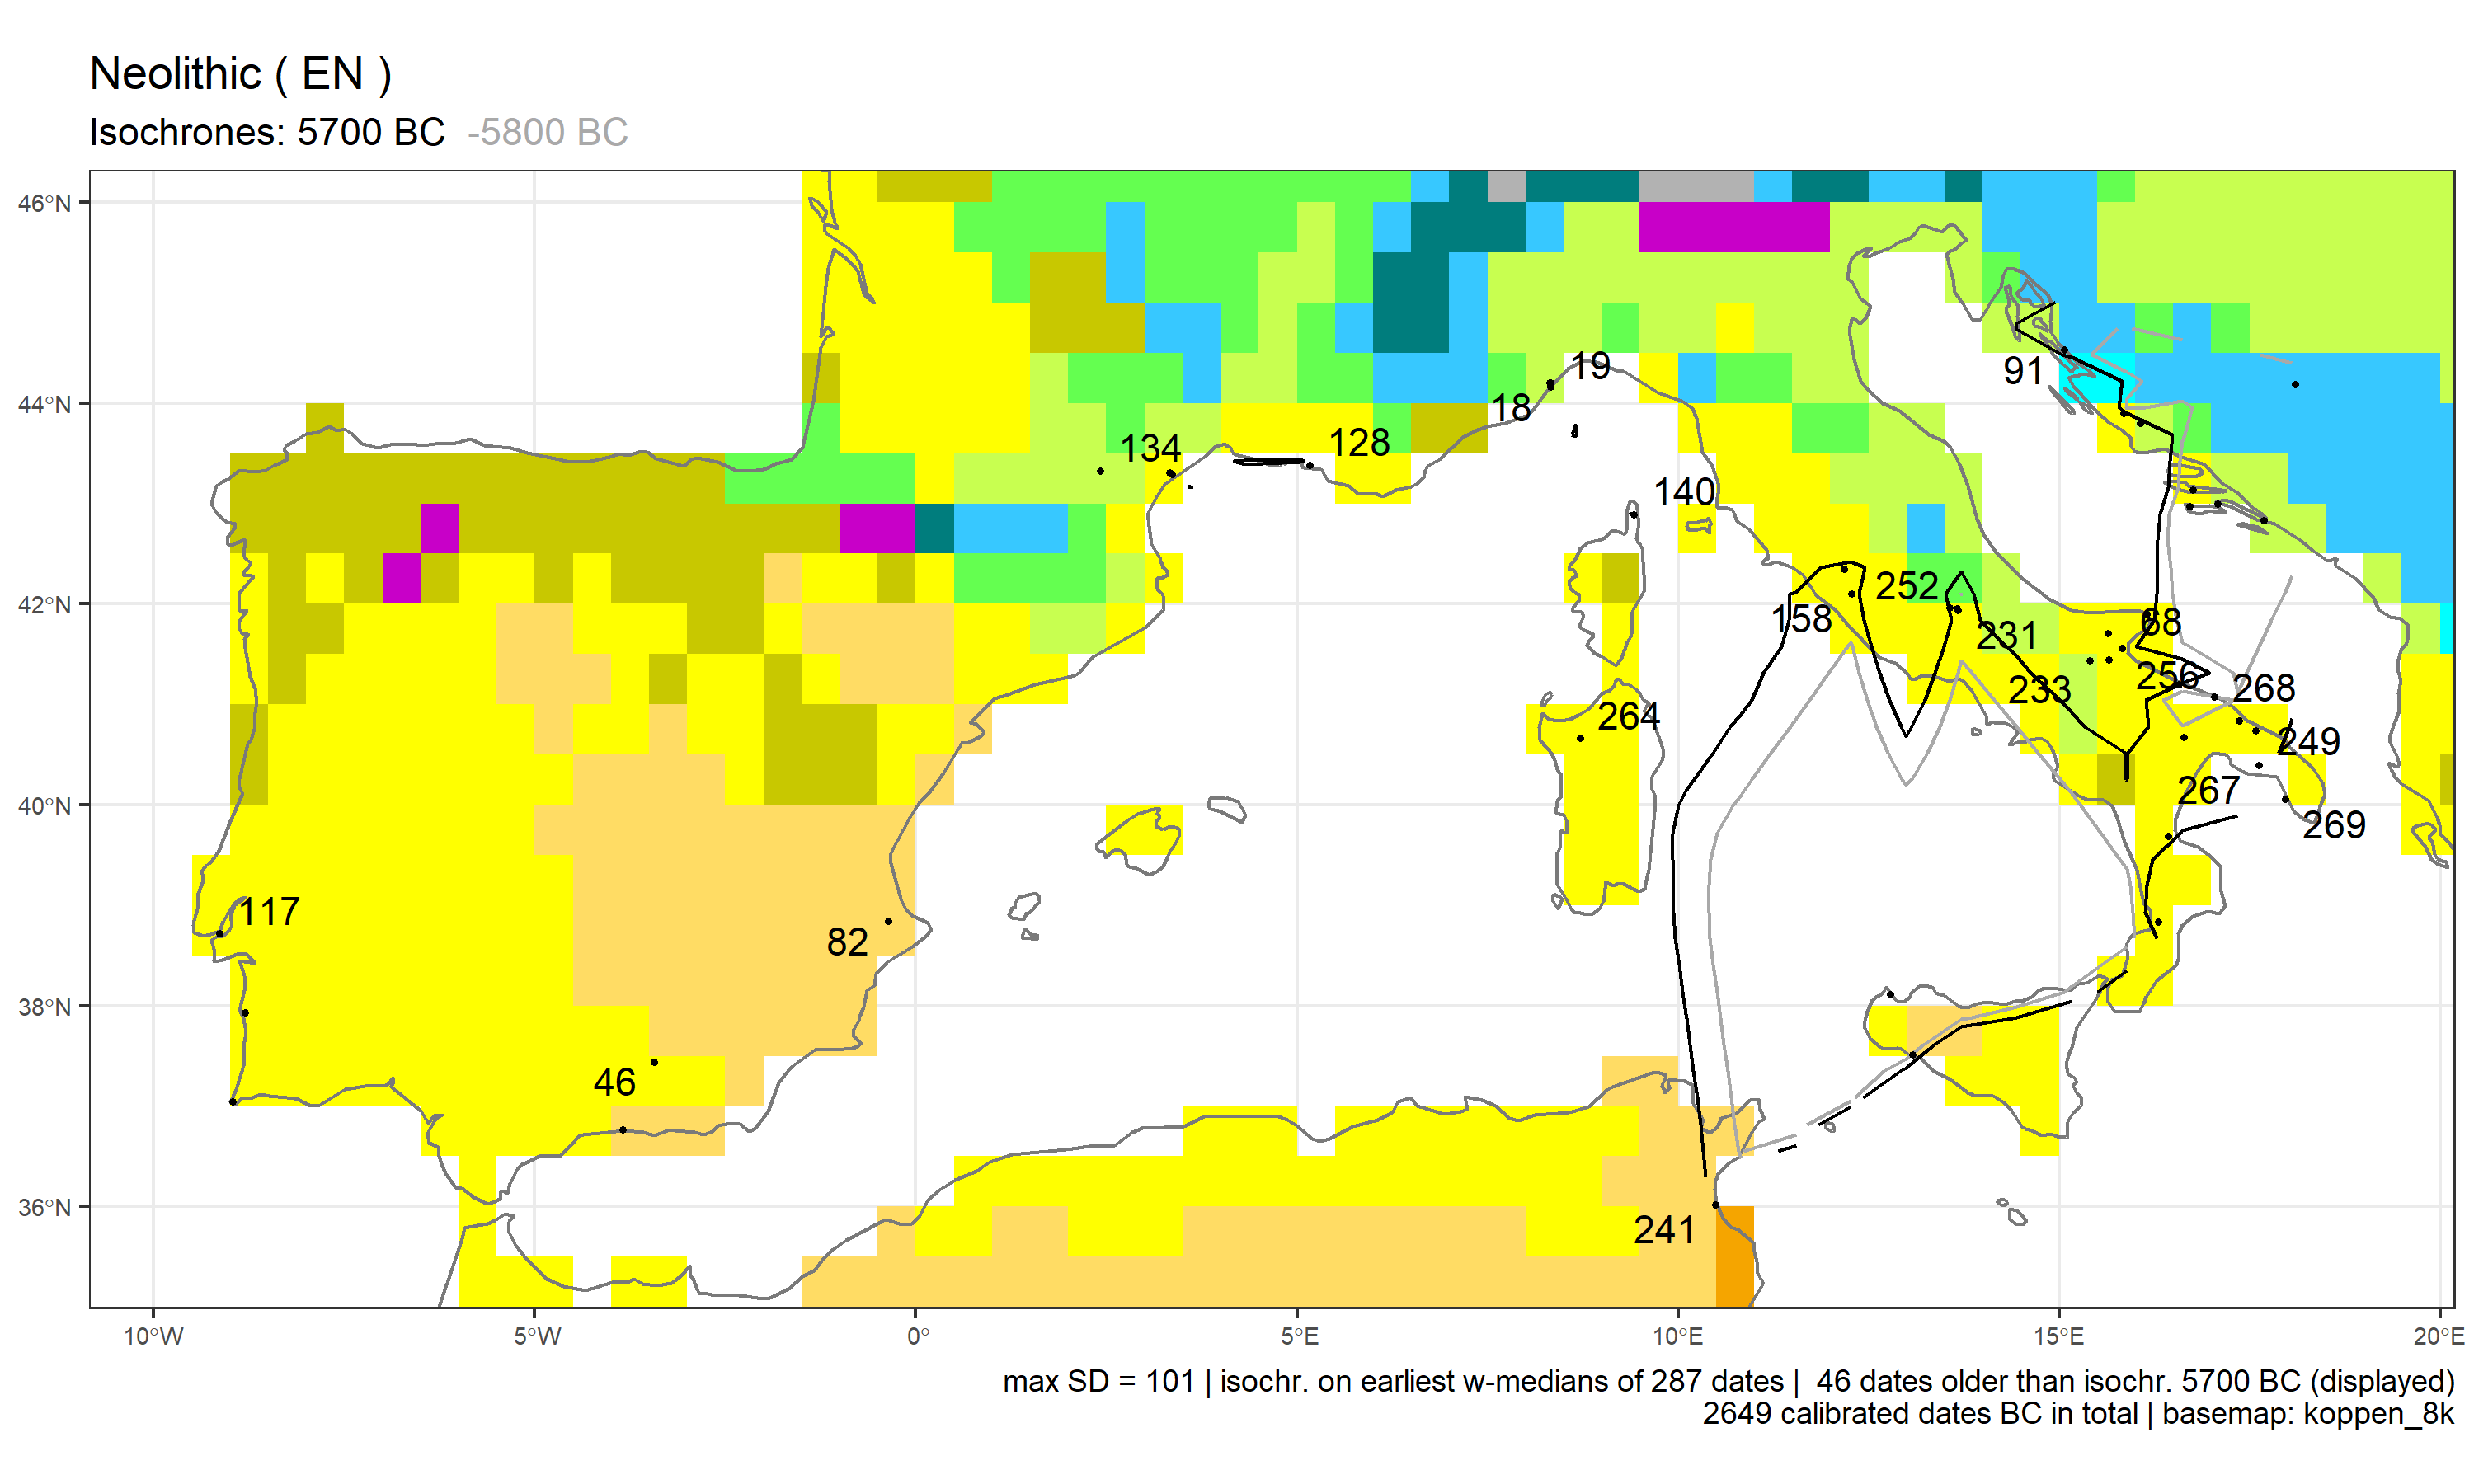 Neolithic ( EN )
Isochrones: 5700 BC -5800 BC
46°N
44°N
42°N
40°N
38°N
36°N
19
91
18
128
134
140
252
158
68
231
256
268
233
264
249
267
269
117
82
46
241
10°W
5°W
0°
5°E
10°E
15°E
20°E
max SD = 101 | isochr. on earliest w-medians of 287 dates | 46 dates older than isochr. 5700 BC (displayed)
2649 calibrated dates BC in total | basemap: koppen_8k